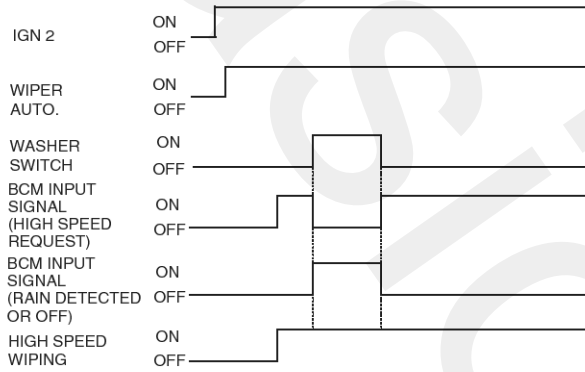 IGN 2
ON
OFF
WIPER
AUTO.
ON
OFF
WASHER
SWITCH
ON
OFF
BCM INPUT
SIGNAL
(HIGH SPEED
REQUEST)
ON
OFF
BCM INPUT
SIGNAL
(RAIN DETECTED
OR OFF)
ON
OFF
HIGH SPEED
WIPING
ON
OFF